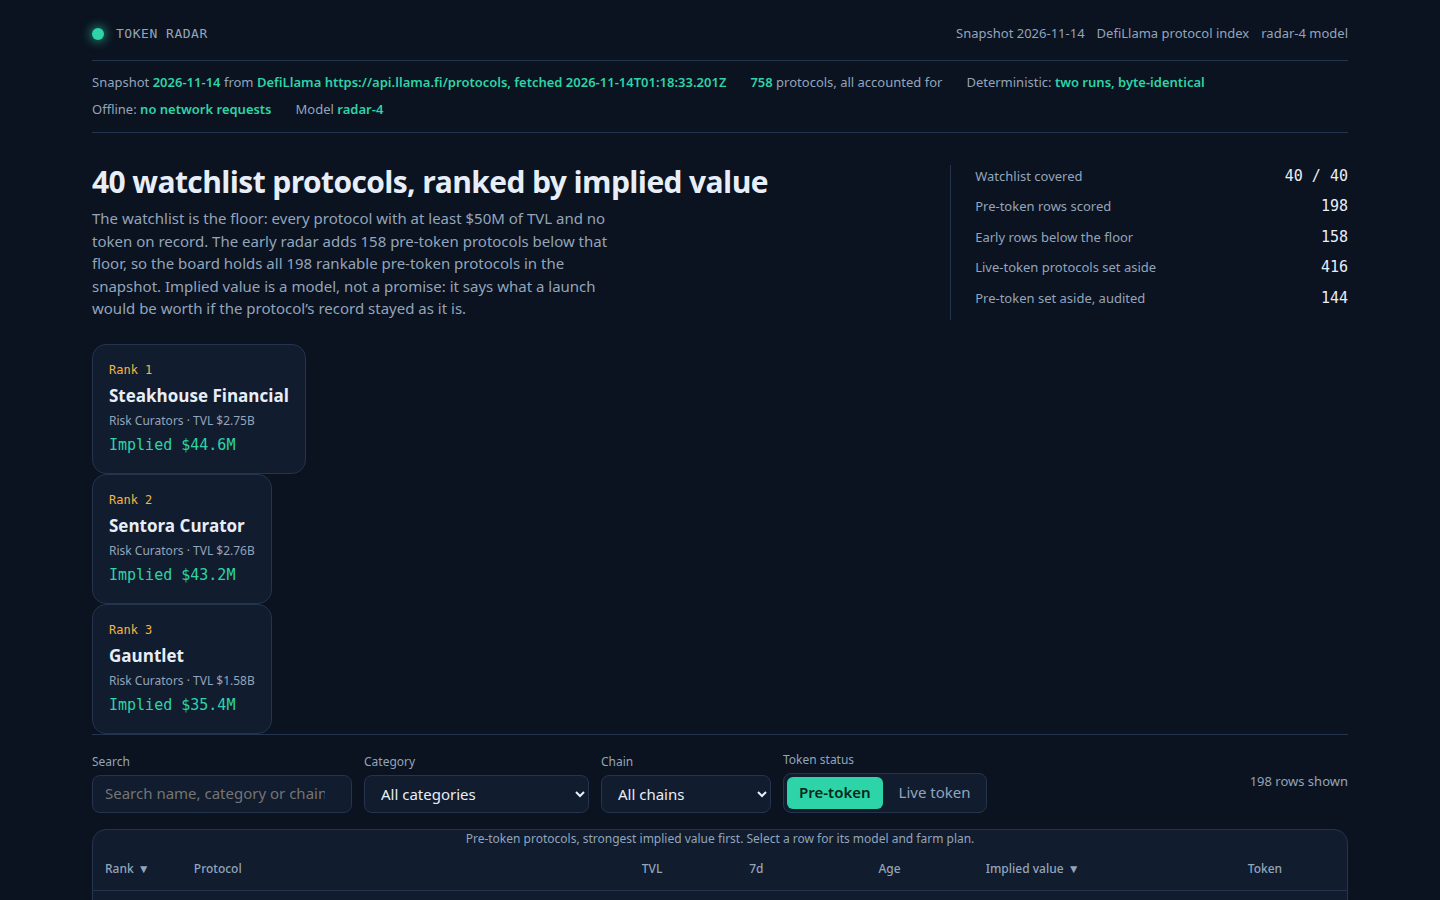 TOKEN RADAR
Snapshot 2026-11-14 DefiLlama protocol index radar-4 model
Snapshot 2026-11-14 from DefiLlama https://api.llama.fi/protocols, fetched 2026-11-14T01:18:33.201Z 758 protocols, all accounted for Deterministic: two runs, byte-identical
Offline: no network requests Model radar-4
40 watchlist protocols, ranked by implied value
The watchlist is the floor: every protocol with at least $50M of TVL and no
token on record. The early radar adds 158 pre-token protocols below that
floor, so the board holds all 198 rankable pre-token protocols in the
snapshot. Implied value is a model, not a promise: it says what a launch
would be worth if the protocol’s record stayed as it is.
Watchlist covered 40 / 40
Pre-token rows scored 198
Early rows below the floor 158
Live-token protocols set aside 416
Pre-token set aside, audited 144
Rank 1
Steakhouse Financial
Risk Curators · TVL $2.75B
Implied $44.6M
Rank 2
Sentora Curator
Risk Curators · TVL $2.76B
Implied $43.2M
Rank 3
Gauntlet
Risk Curators · TVL $1.58B
Implied $35.4M
Search Category Chain Token status
Search name, category or chain All categories All chains Pre-token Live token
198 rows shown
Pre-token protocols, strongest implied value first. Select a row for its model and farm plan.
Rank ▼ Protocol TVL 7d Age Implied value ▼ Token